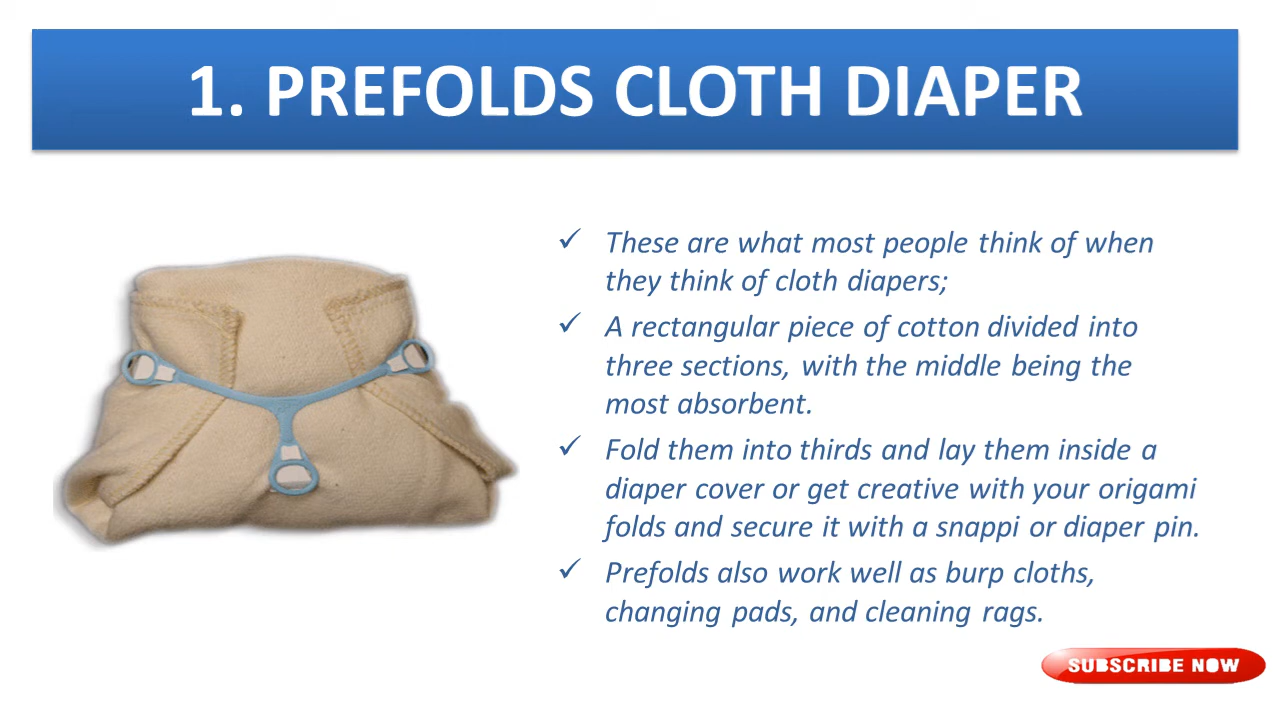 1. PREFOLDS CLOTH DIAPER
✓ These are what most people think of when
they think of cloth diapers;
✓ A rectangular piece of cotton divided into
three sections, with the middle being the
most absorbent.
✓ Fold them into thirds and lay them inside a
diaper cover or get creative with your origami
folds and secure it with a snappi or diaper pin.
✓ Prefolds also work well as burp cloths,
changing pads, and cleaning rags.
SUBSCRIBE NOW